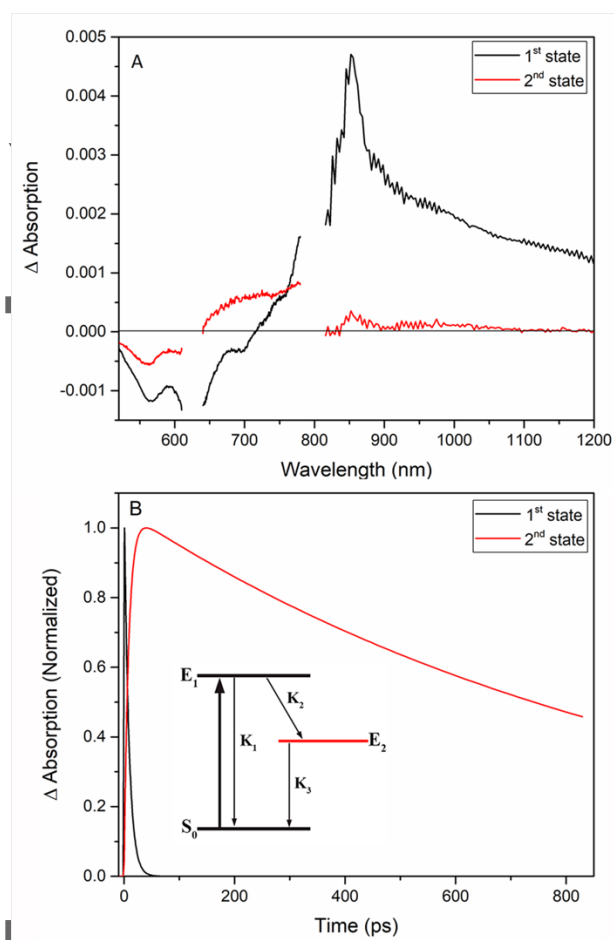 A
1st state
2nd state
0.005
0.004
0.003
0.002
0.001
0.000
-0.001
Δ Absorption
600 700 800 900 1000 1100 1200
Wavelength (nm)
B
1st state
2nd state
1.0
0.8
0.6
0.4
0.2
0.0
Δ Absorption (Normalized)
E1
K2
K1
E2
K3
S0
0 200 400 600 800
Time (ps)